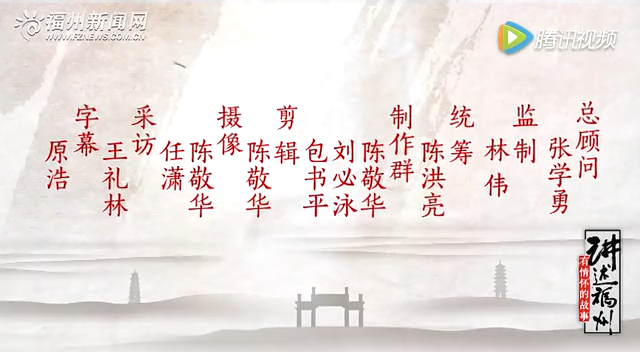 福州新闻网
WWW.FZNEWS.COM.CN
腾讯视频
总顾问
张学勇
监制
林伟
统筹
陈洪亮
制作群
陈敬华
刘必泳
包书平
剪辑
陈敬华
摄像
陈敬华
任潇
采访
王礼林
字幕
原浩
讲述福州
有情怀的故事